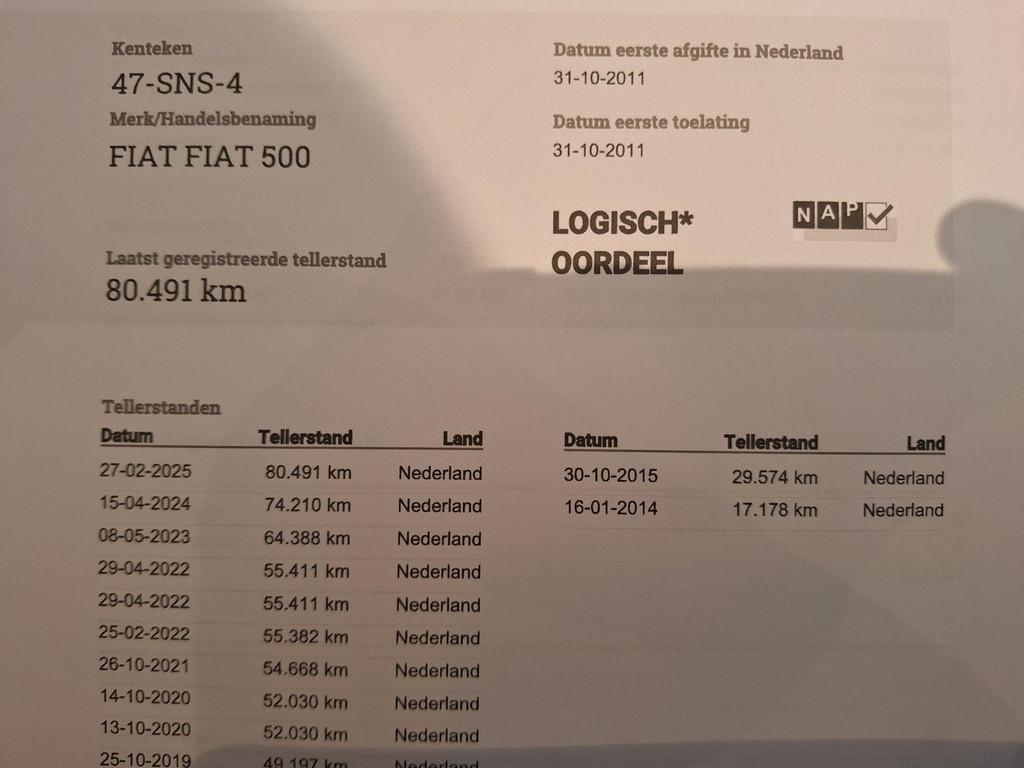 Kenteken
47-SNS-4
Merk/Handelsbenaming
FIAT FIAT 500
Laatst geregistreerde tellerstand
80.491 km
Datum eerste afgifte in Nederland
31-10-2011
Datum eerste toelating
31-10-2011
LOGISCH*
OORDEEL
NAP
Tellerstanden
Datum Tellerstand Land
27-02-2025 80.491 km Nederland
15-04-2024 74.210 km Nederland
08-05-2023 64.388 km Nederland
29-04-2022 55.411 km Nederland
29-04-2022 55.411 km Nederland
25-02-2022 55.382 km Nederland
26-10-2021 54.668 km Nederland
14-10-2020 52.030 km Nederland
13-10-2020 52.030 km Nederland
25-10-2019 49.197 km Nederland
Datum Tellerstand Land
30-10-2015 29.574 km Nederland
16-01-2014 17.178 km Nederland